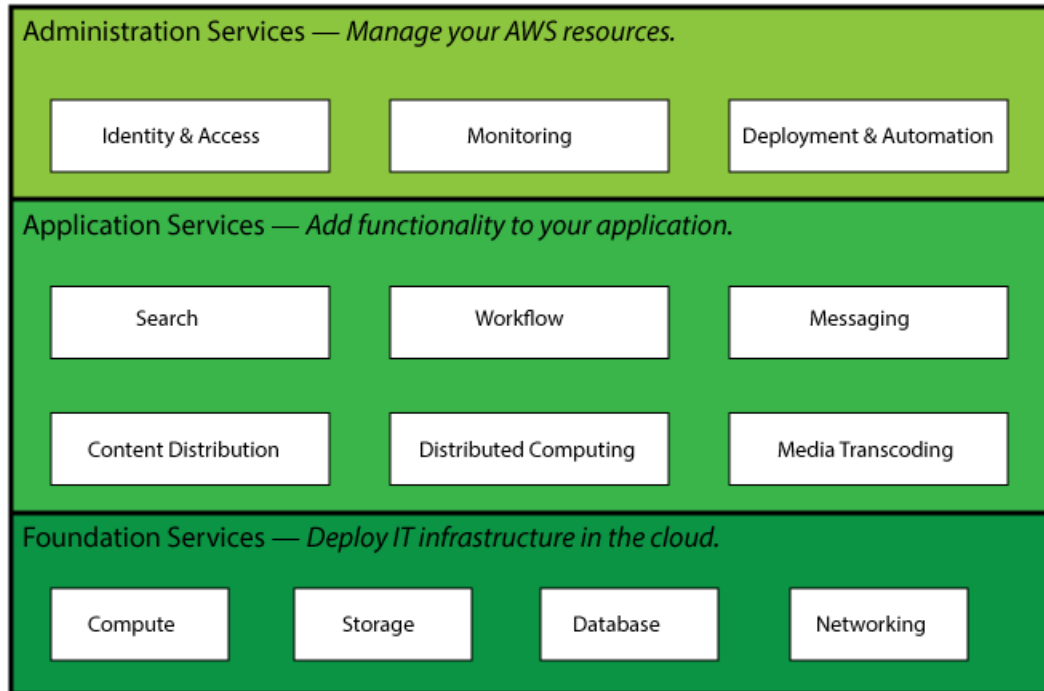 Administration Services — Manage your AWS resources.
Identity & Access
Monitoring
Deployment & Automation
Application Services — Add functionality to your application.
Search
Workflow
Messaging
Content Distribution
Distributed Computing
Media Transcoding
Foundation Services — Deploy IT infrastructure in the cloud.
Compute
Storage
Database
Networking